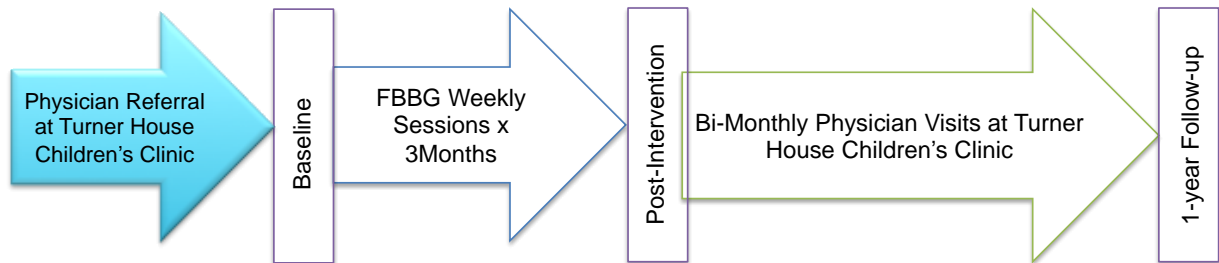 Physician Referral
at Turner House
Children's Clinic
Baseline
FBBG Weekly
Sessions x
3Months
Post-Intervention
Bi-Monthly Physician Visits at Turner
House Children's Clinic
1-year Follow-up